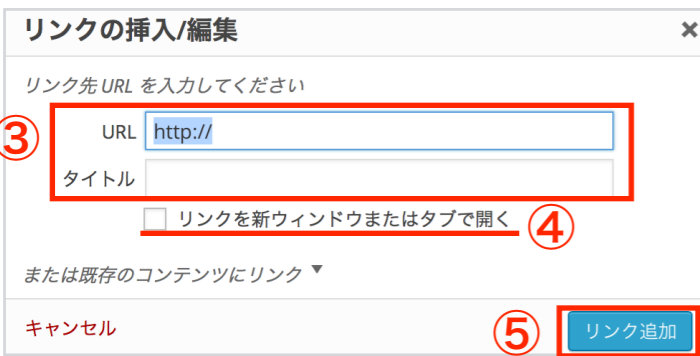 リンクの挿入/編集 ×
リンク先 URL を入力してください
③ URL http://
タイトル
リンクを新ウィンドウまたはタブで開く ④
または既存のコンテンツにリンク ▼
キャンセル ⑤ リンク追加